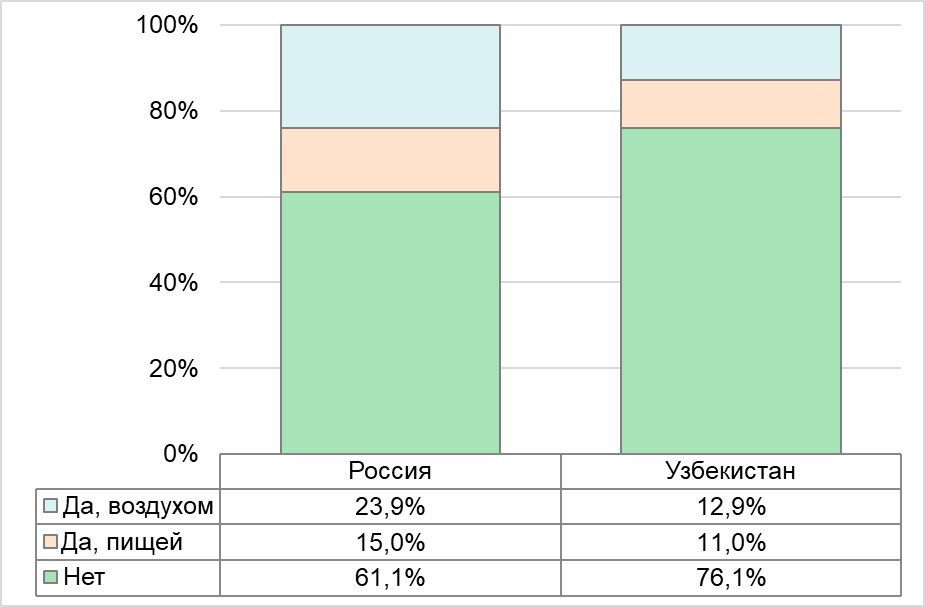 100%
80%
60%
40%
20%
0%
Россия Узбекистан
Да, воздухом 23,9% 12,9%
Да, пищей 15,0% 11,0%
Нет 61,1% 76,1%